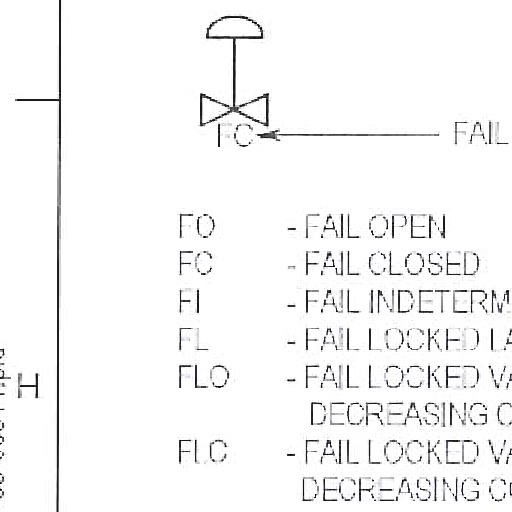 FC
FAIL
FO - FAIL OPEN
FC - FAIL CLOSED
FI - FAIL INDETERM
FL - FAIL LOCKED LA
FLO - FAIL LOCKED VA
DECREASING O
FLC - FAIL LOCKED VA
DECREASING CO
H